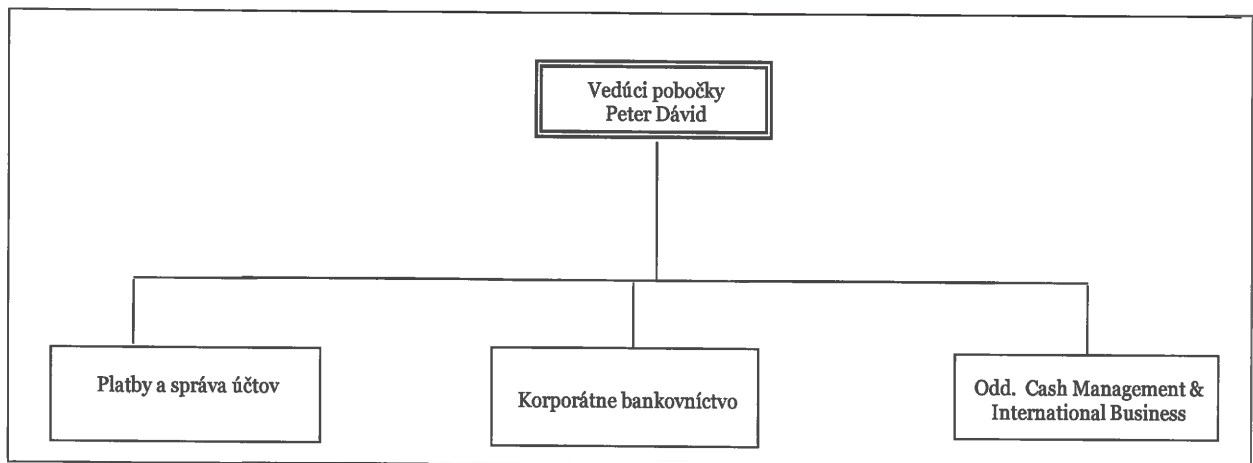 Vedúci pobočky
Peter Dávid
Platby a správa účtov
Korporátne bankovníctvo
Odd. Cash Management &
International Business